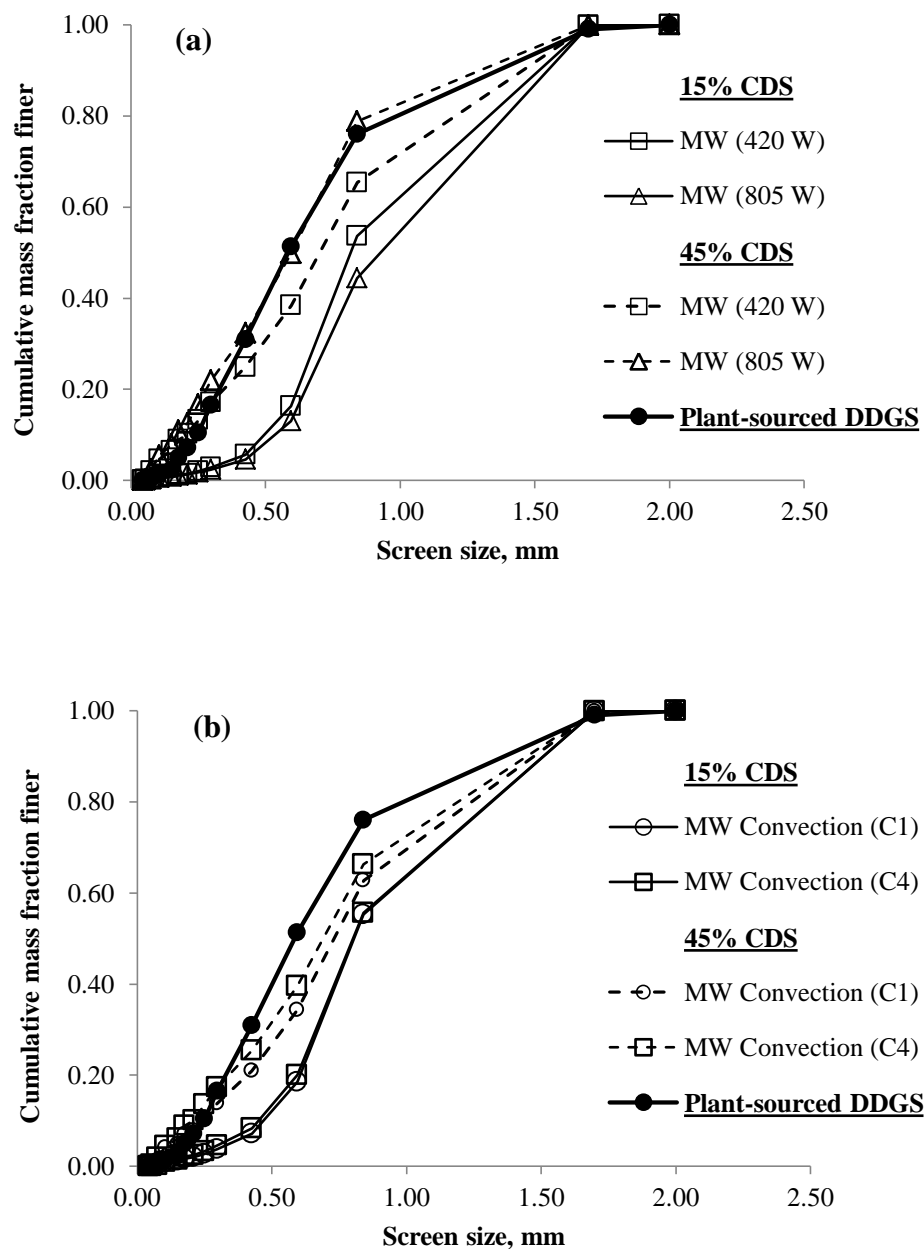 (a)
Cumulative mass fraction finer
1.00
0.80
0.60
0.40
0.20
0.00
0.00 0.50 1.00 1.50 2.00 2.50
Screen size, mm
15% CDS
MW (420 W)
MW (805 W)
45% CDS
MW (420 W)
MW (805 W)
Plant-sourced DDGS
(b)
Cumulative mass fraction finer
1.00
0.80
0.60
0.40
0.20
0.00
0.00 0.50 1.00 1.50 2.00 2.50
Screen size, mm
15% CDS
MW Convection (C1)
MW Convection (C4)
45% CDS
MW Convection (C1)
MW Convection (C4)
Plant-sourced DDGS